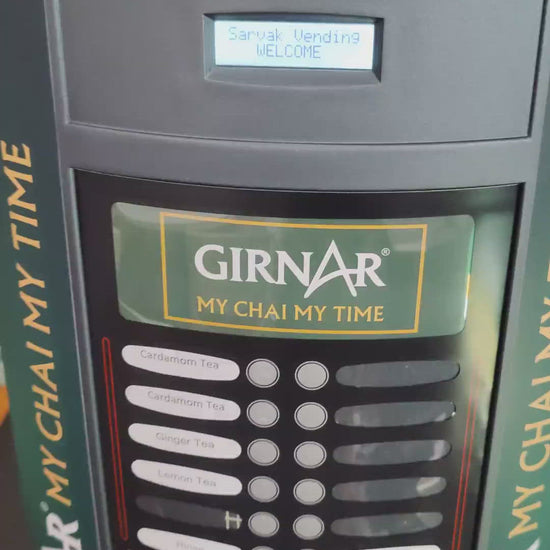 Sarvak Vending
WELCOME
GIRNAR®
MY CHAI MY TIME
Cardamom Tea
Cardamom Tea
Ginger Tea
Lemon Tea
MY CHAI MY TIME
MY CHAI MY